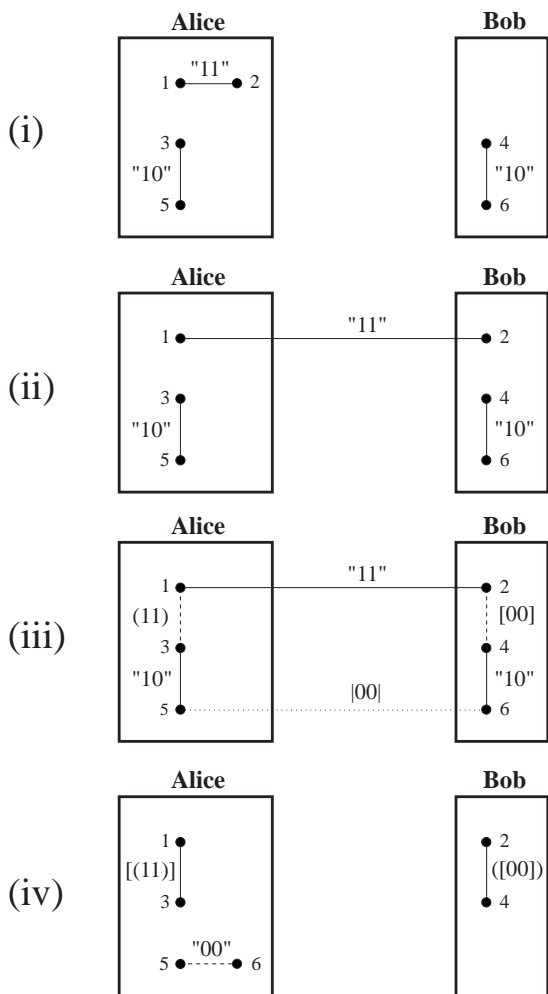 Alice Bob
(i)
1 "11" 2
3 4
"10" "10"
5 6
Alice Bob
(ii)
"11"
1 2
3 4
"10" "10"
5 6
Alice Bob
(iii)
"11"
1 2
(11) [00]
3 4
"10" "10"
|00|
5 6
Alice Bob
(iv)
1 2
[(11)] ([00])
3 4
"00"
5 6